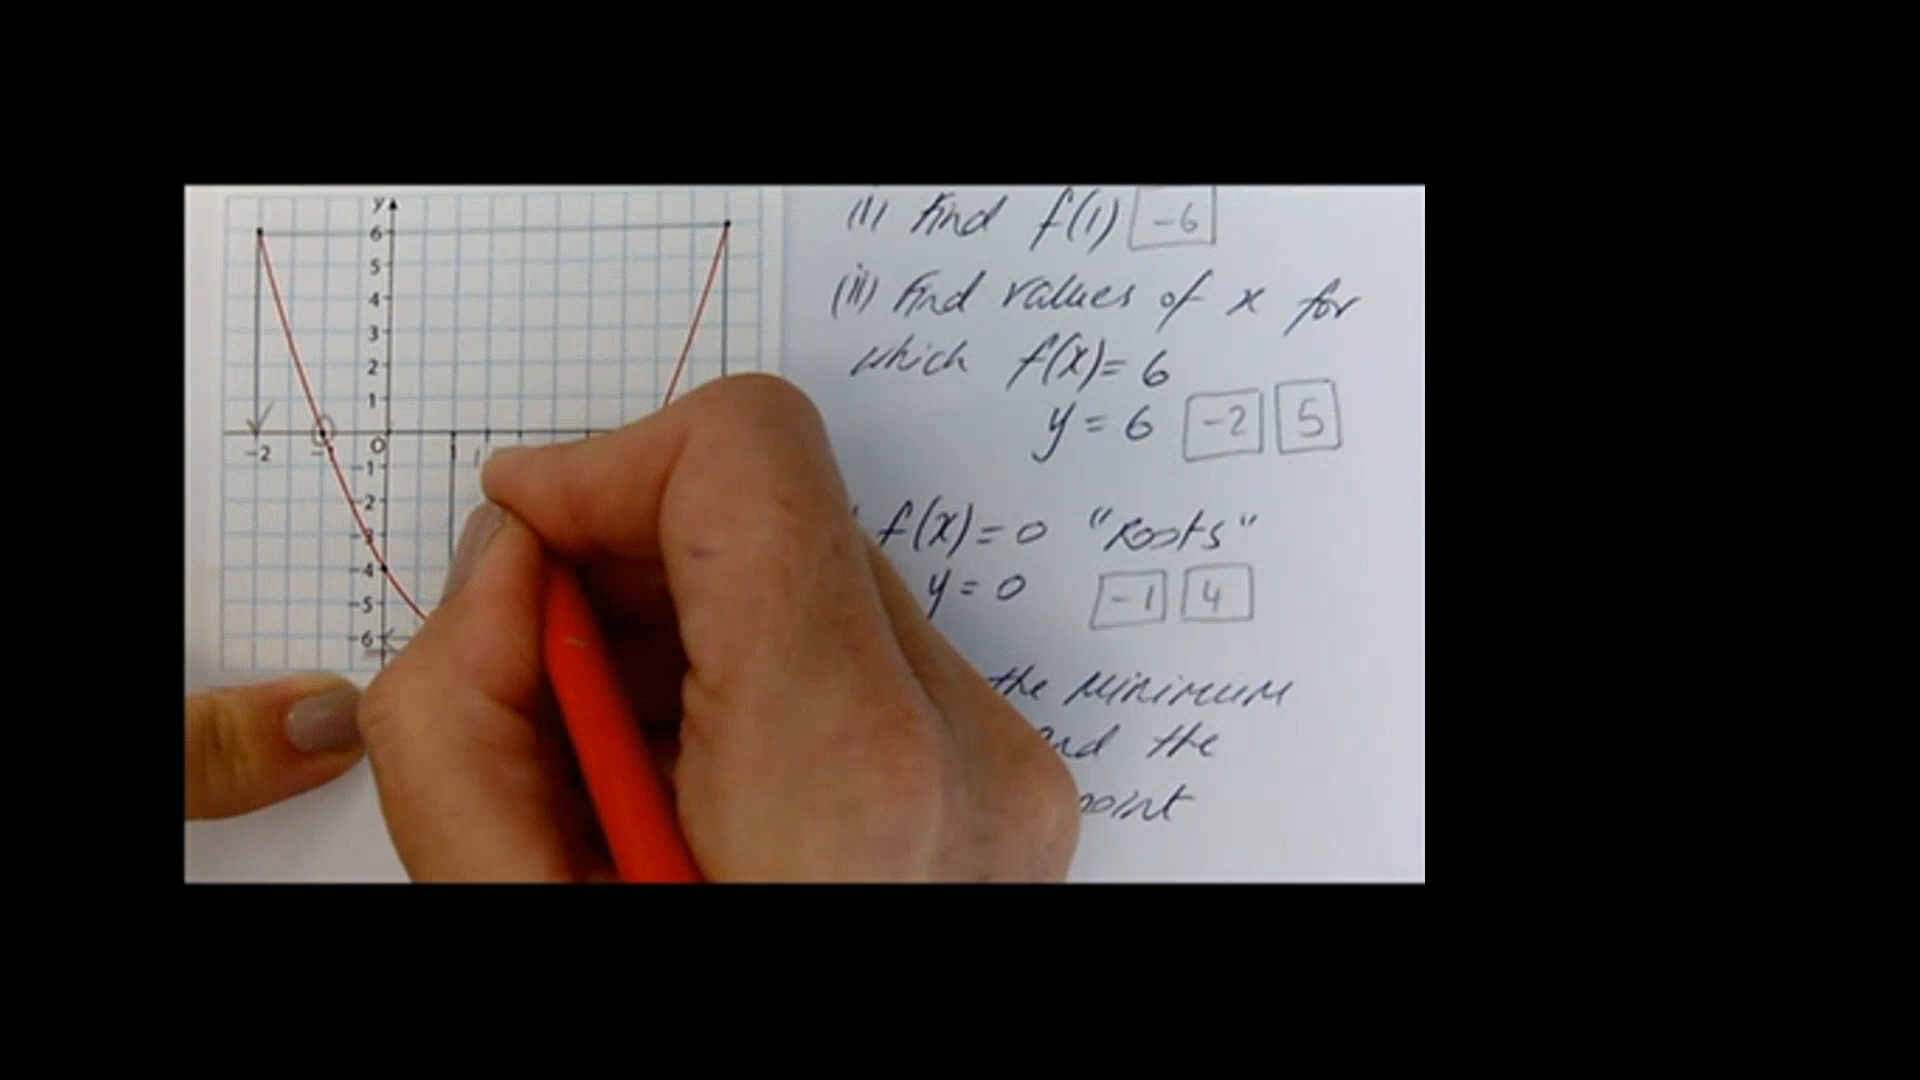 y
6
5
4
3
2
1
-2
-1
0
-1
-2
-3
-4
-5
-6
(i) Find f(1) -6
(ii) Find values of x for
which f(x)= 6
y = 6 -2 5
f(x)= 0 "Roots"
y = 0 -1 4
the Minimum
and the
point